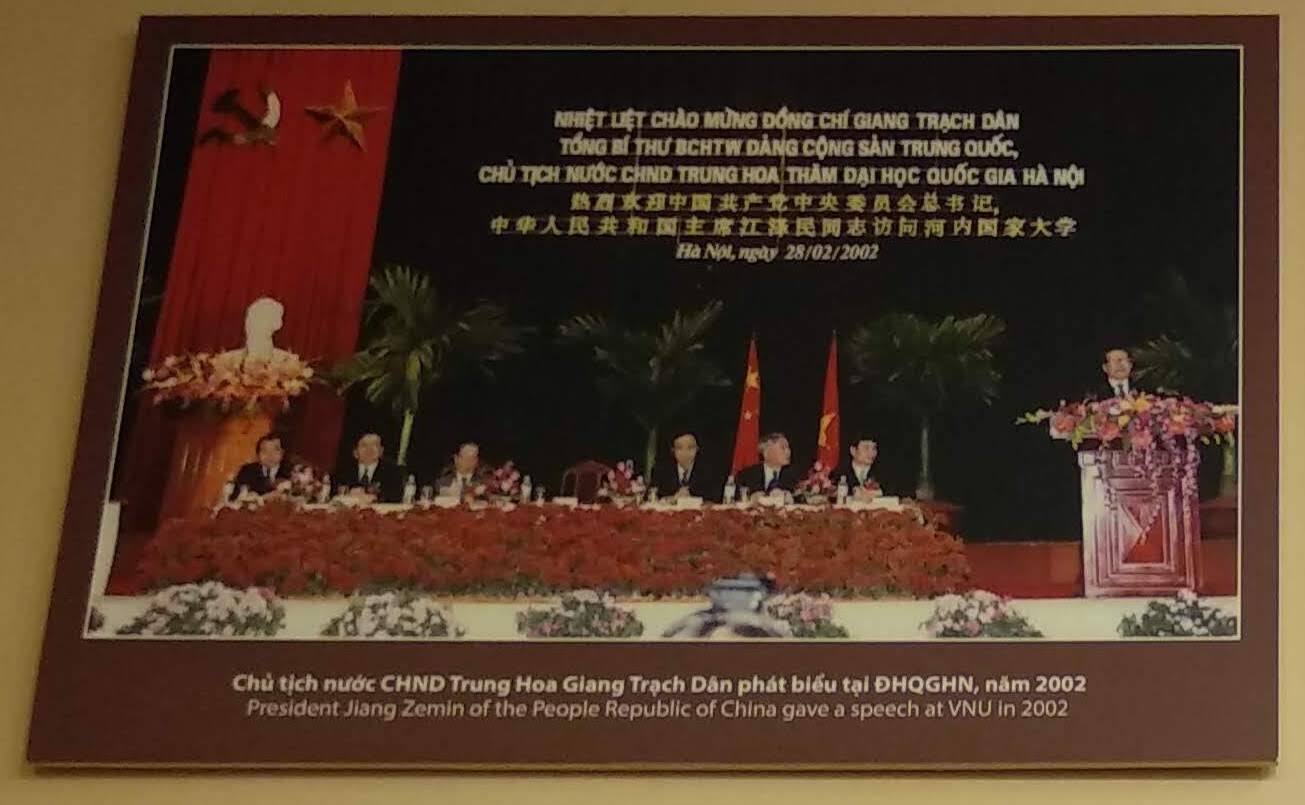 NHIỆT LIỆT CHÀO MỪNG ĐỒNG CHÍ GIANG TRẠCH DÂN
TỔNG BÍ THƯ BCHTW ĐẢNG CỘNG SẢN TRUNG QUỐC,
CHỦ TỊCH NƯỚC CHND TRUNG HOA THĂM ĐẠI HỌC QUỐC GIA HÀ NỘI
热烈欢迎中国共产党中央委员会总书记,
中华人民共和国主席江泽民同志访问河内国家大学
Hà Nội, ngày 28/02/2002
Chủ tịch nước CHND Trung Hoa Giang Trạch Dân phát biểu tại ĐHQGHN, năm 2002
President Jiang Zemin of the People Republic of China gave a speech at VNU in 2002